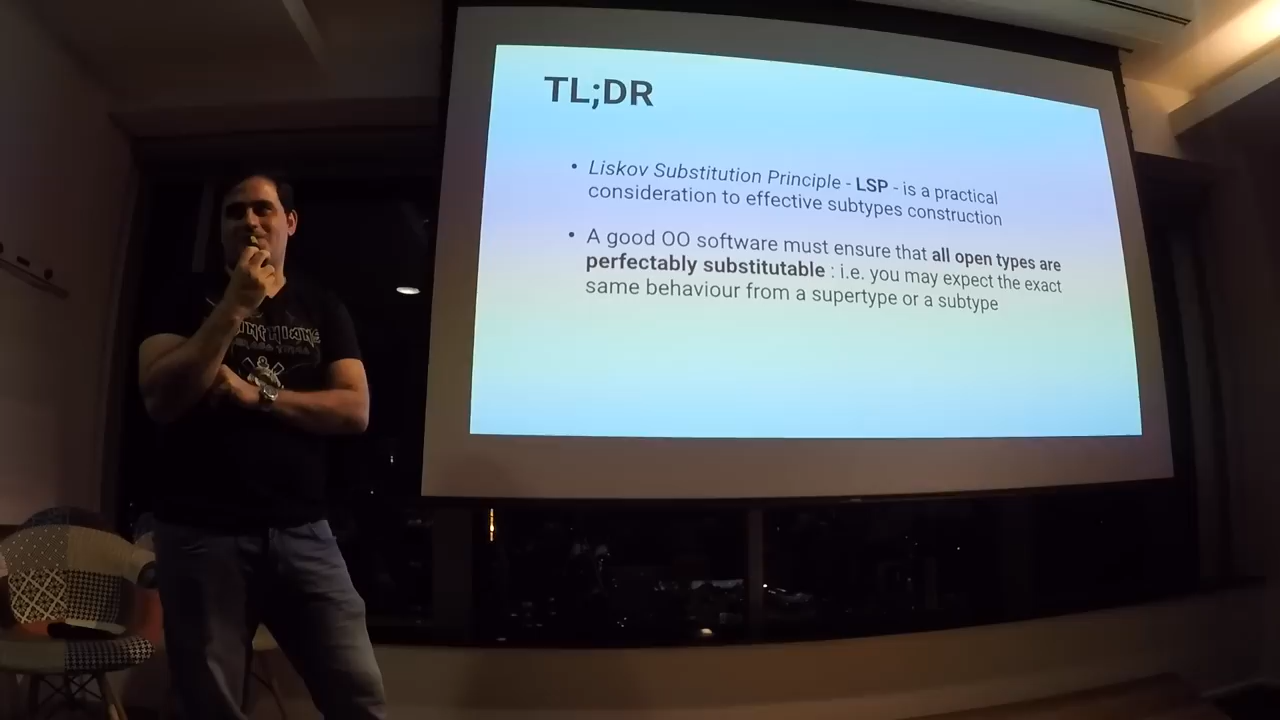 TL;DR
• Liskov Substitution Principle - LSP - is a practical
consideration to effective subtypes construction
• A good OO software must ensure that all open types are
perfectably substitutable : i.e. you may expect the exact
same behaviour from a supertype or a subtype